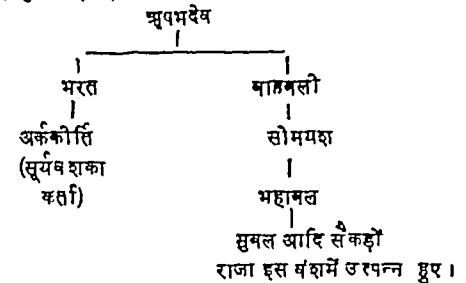 ऋषभदेव
भरत बाहुबली
अर्ककीर्ति सोमयश
(सूर्यवंशका
कर्ता) महाबल
सुबल आदि सैकड़ों
राजा इस वंशमें उत्पन्न हुए।